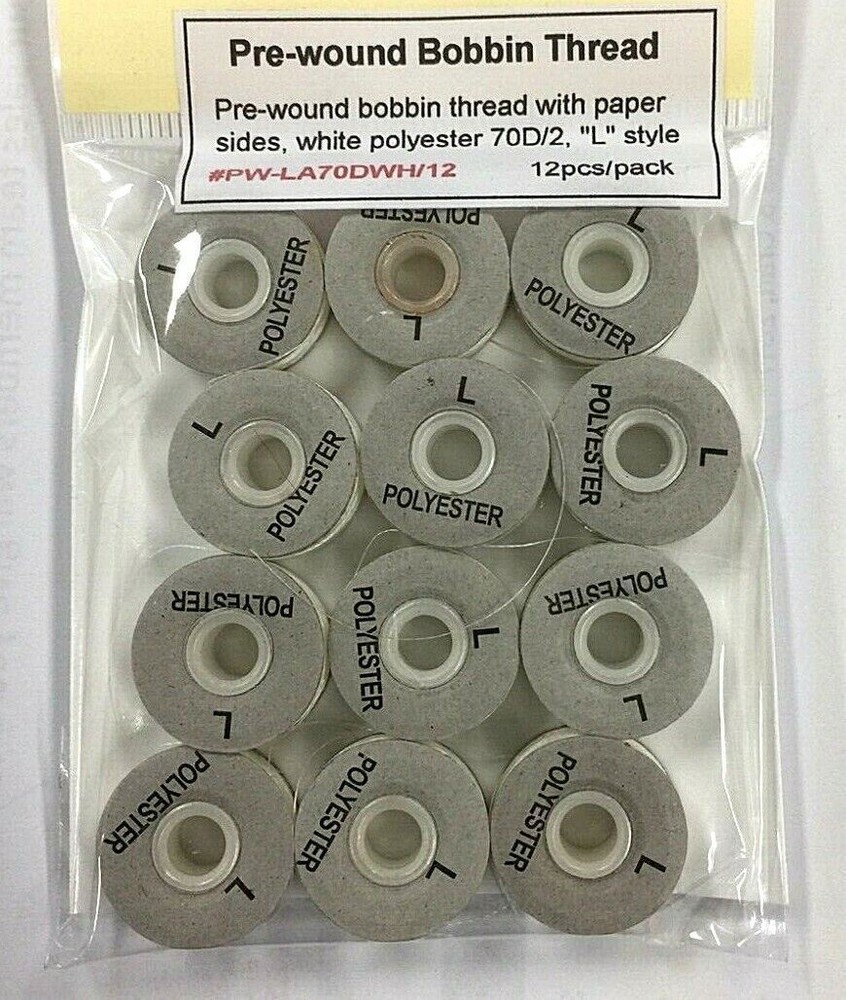 Pre-wound Bobbin Thread
Pre-wound bobbin thread with paper
sides, white polyester 70D/2, "L" style
#PW-LA70DWH/12 12pcs/pack
L POLYESTER
POLYESTER L
L POLYESTER
L POLYESTER
L POLYESTER
POLYESTER L
POLYESTER L
POLYESTER L
POLYESTER L
POLYESTER L
POLYESTER L
POLYESTER L